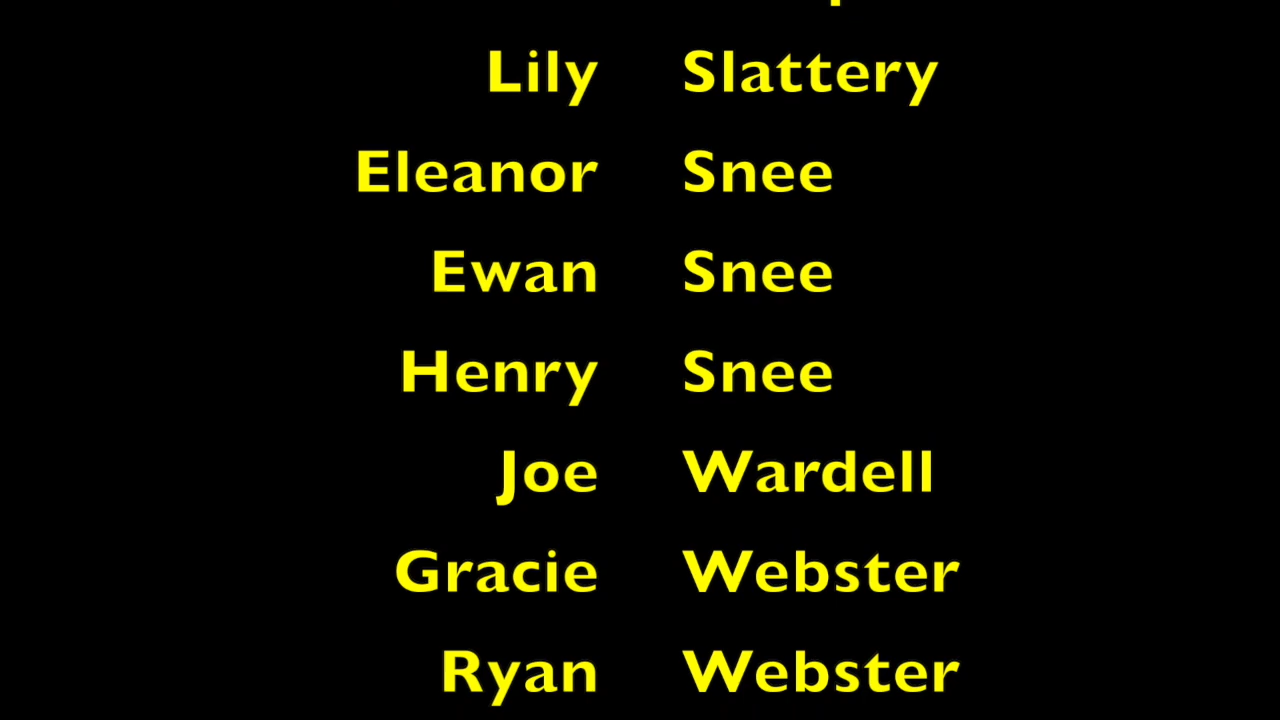 Lily Slattery
Eleanor Snee
Ewan Snee
Henry Snee
Joe Wardell
Gracie Webster
Ryan Webster